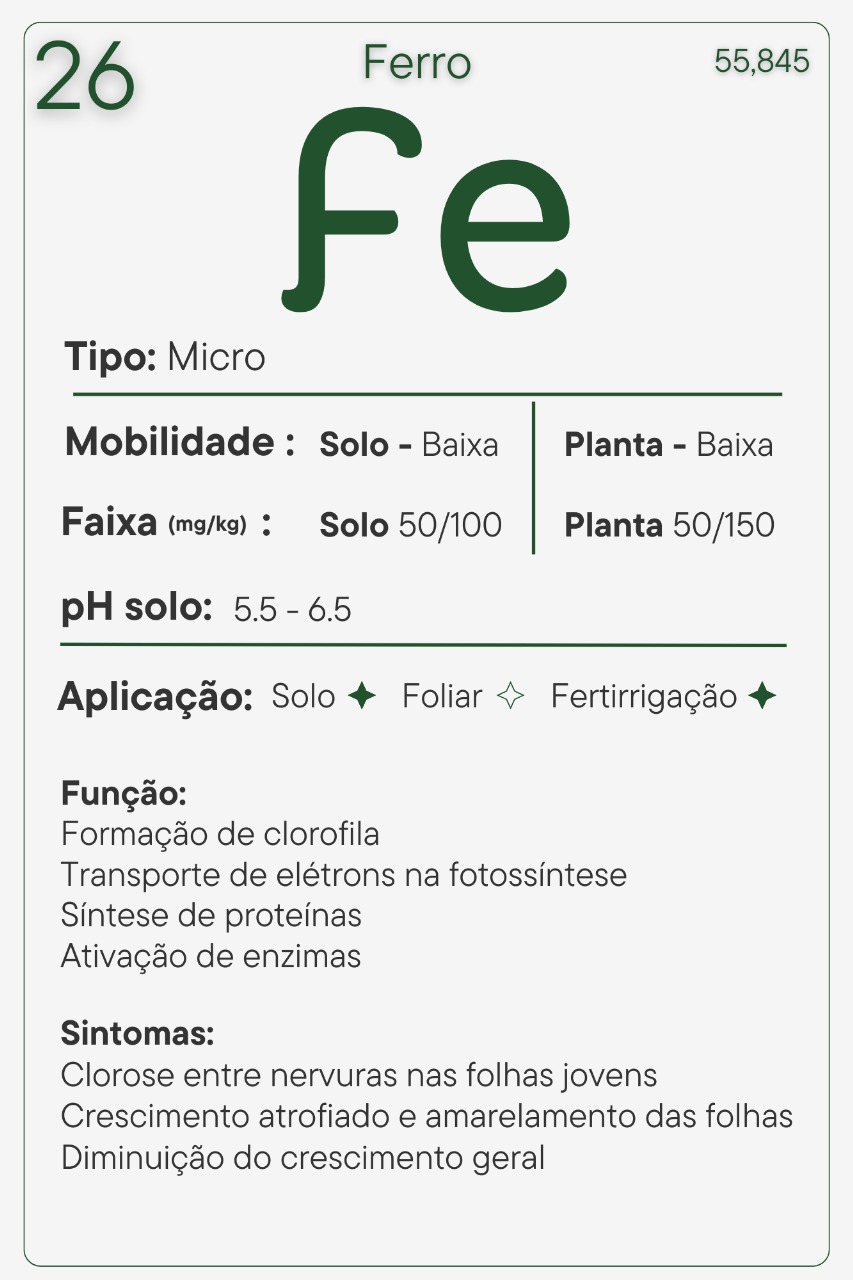 26 Ferro 55,845
Fe
Tipo: Micro
Mobilidade : Solo - Baixa Planta - Baixa
Faixa (mg/kg) : Solo 50/100 Planta 50/150
pH solo: 5.5 - 6.5
Aplicação: Solo ✦ Foliar ✧ Fertirrigação ✦
Função:
Formação de clorofila
Transporte de elétrons na fotossíntese
Síntese de proteínas
Ativação de enzimas
Sintomas:
Clorose entre nervuras nas folhas jovens
Crescimento atrofiado e amarelamento das folhas
Diminuição do crescimento geral